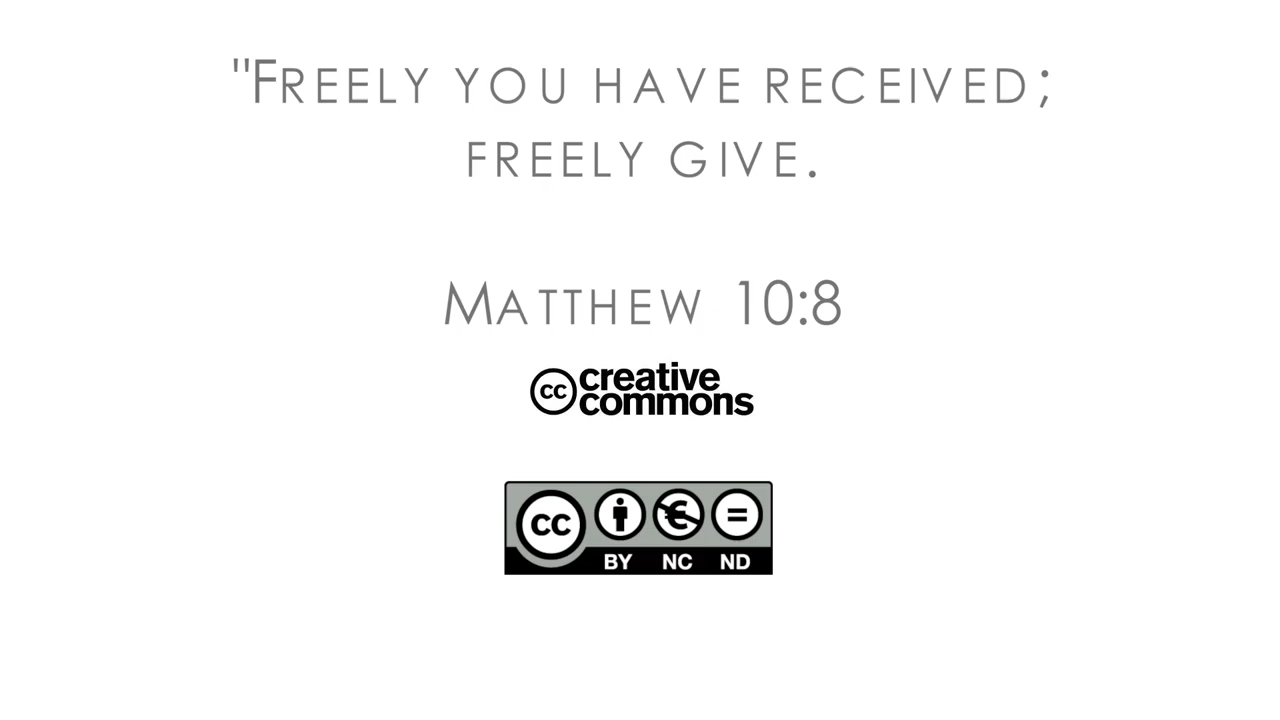 "Freely you have received;
freely give.
Matthew 10:8
cc creative
commons
cc
BY NC ND